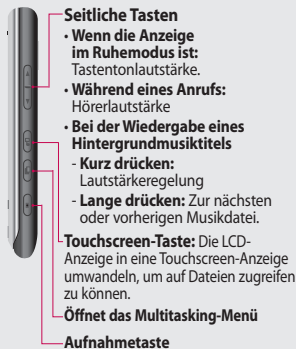 Seitliche Tasten
• Wenn die Anzeige
im Ruhemodus ist:
Tastentonlautstärke.
• Während eines Anrufs:
Hörerlautstärke
• Bei der Wiedergabe eines
Hintergrundmusiktitels
- Kurz drücken:
Lautstärkeregelung
- Lange drücken: Zur nächsten
oder vorherigen Musikdatei.
Touchscreen-Taste: Die LCD-
Anzeige in eine Touchscreen-Anzeige
umwandeln, um auf Dateien zugreifen
zu können.
Öffnet das Multitasking-Menü
Aufnahmetaste